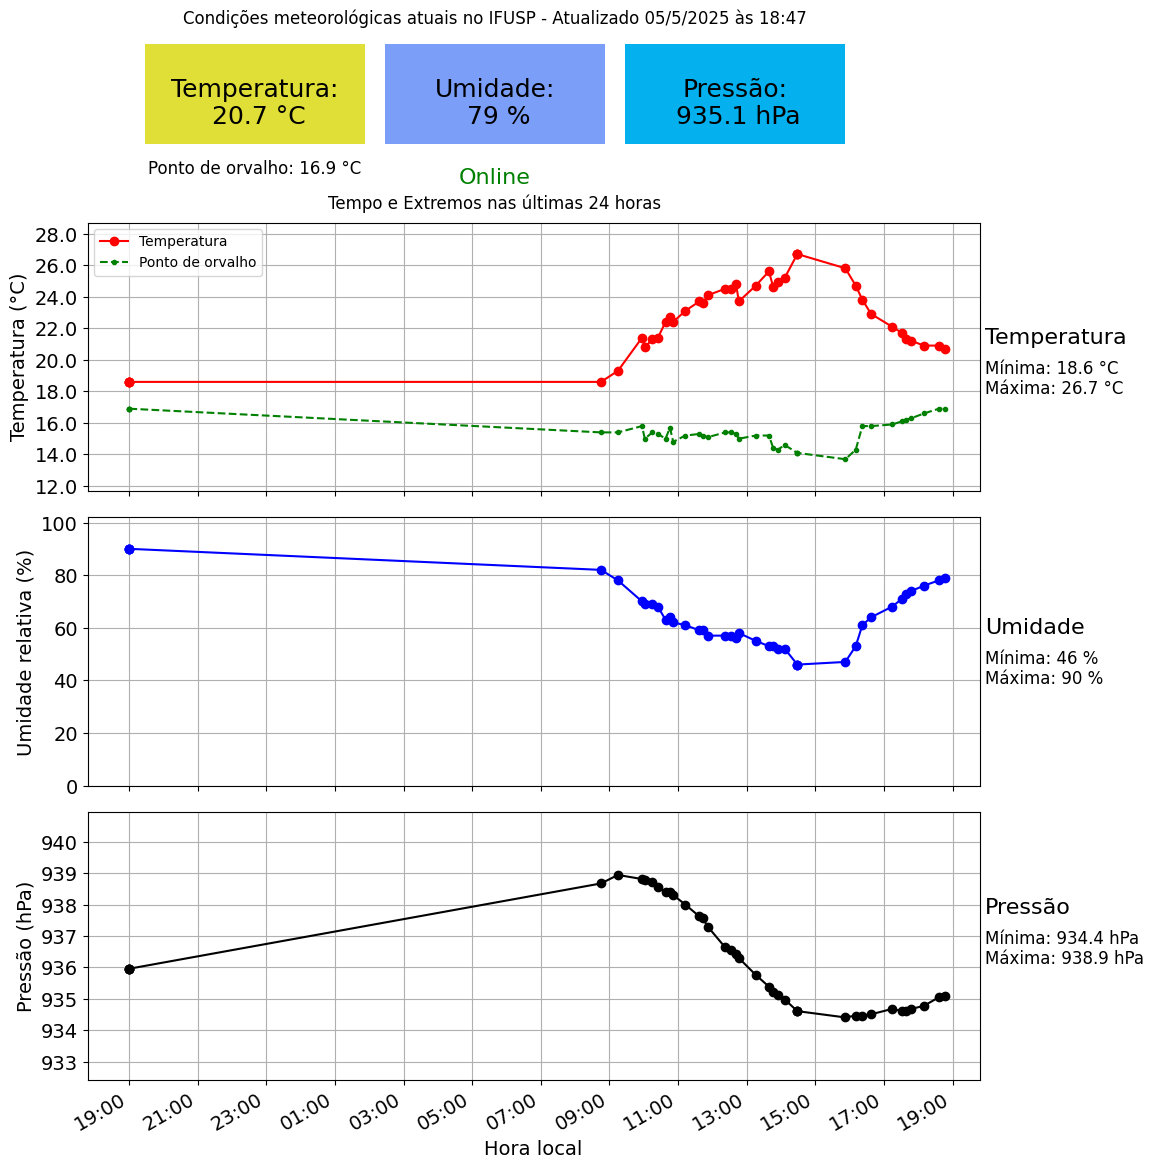 Condições meteorológicas atuais no IFUSP - Atualizado 05/5/2025 às 18:47
Temperatura:
20.7 °C
Umidade:
79 %
Pressão:
935.1 hPa
Ponto de orvalho: 16.9 °C
Online
Tempo e Extremos nas últimas 24 horas
Temperatura (°C)
28.0
26.0
24.0
22.0
20.0
18.0
16.0
14.0
12.0
Temperatura
Ponto de orvalho
Temperatura
Mínima: 18.6 °C
Máxima: 26.7 °C
Umidade relativa (%)
100
80
60
40
20
0
Umidade
Mínima: 46 %
Máxima: 90 %
Pressão (hPa)
940
939
938
937
936
935
934
933
Pressão
Mínima: 934.4 hPa
Máxima: 938.9 hPa
19:00 21:00 23:00 01:00 03:00 05:00 07:00 09:00 11:00 13:00 15:00 17:00 19:00
Hora local